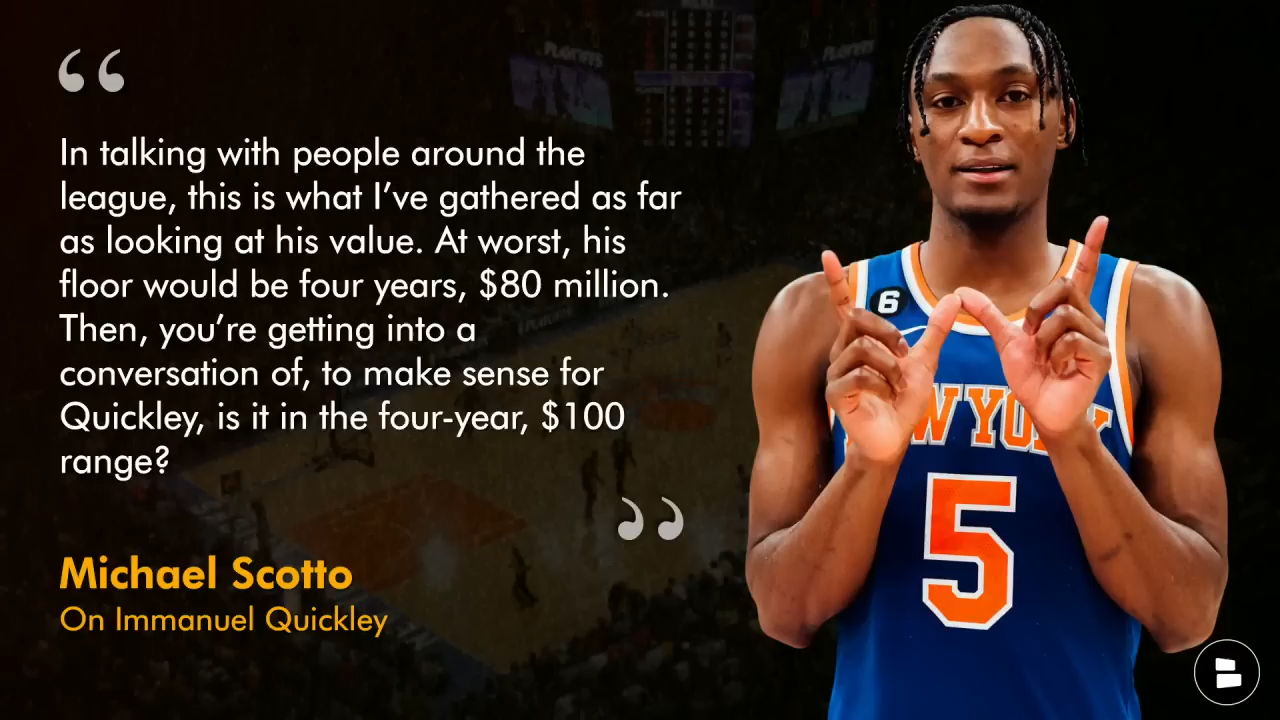 In talking with people around the
league, this is what I’ve gathered as far
as looking at his value. At worst, his
floor would be four years, $80 million.
Then, you’re getting into a
conversation of, to make sense for
Quickley, is it in the four-year, $100
range?
Michael Scotto
On Immanuel Quickley
PLAYOFFS
6
NEW YORK
5